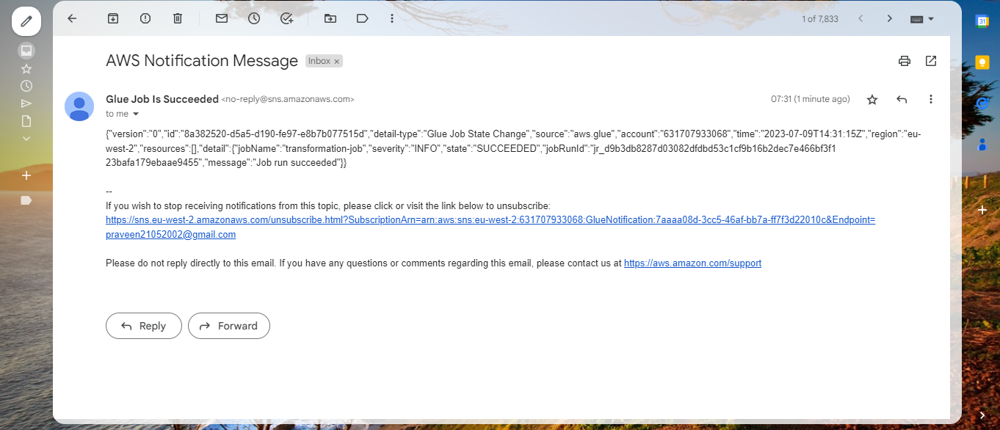 1 of 7,833
31
AWS Notification Message Inbox ×
Glue Job Is Succeeded <no-reply@sns.amazonaws.com> 07:31 (1 minute ago)
to me
{"version":"0","id":"8a382520-d5a5-d190-fe97-e8b7b077515d","detail-type":"Glue Job State Change","source":"aws.glue","account":"631707933068","time":"2023-07-09T14:31:15Z","region":"eu-
west-2","resources":[],"detail":{"jobName":"transformation-job","severity":"INFO","state":"SUCCEEDED","jobRunId":"jr_d9b3db8287d03082dfdbd53c1cf9b16b2dec7e466bf3f1
23bafa179ebaae9455","message":"Job run succeeded"}}
--
If you wish to stop receiving notifications from this topic, please click or visit the link below to unsubscribe:
https://sns.eu-west-2.amazonaws.com/unsubscribe.html?SubscriptionArn=arn:aws:sns:eu-west-2:631707933068:GlueNotification:7aaaa08d-3cc5-46af-bb7a-ff7f3d22010c&Endpoint=
praveen21052002@gmail.com
Please do not reply directly to this email. If you have any questions or comments regarding this email, please contact us at https://aws.amazon.com/support
Reply Forward